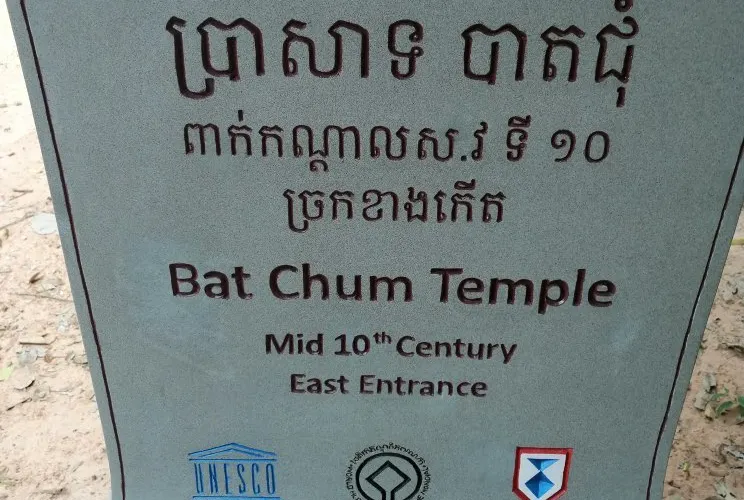 ប្រាសាទ បាតជុំ
ពាក់កណ្តាលស.វ ទី ១០
ច្រកខាងកើត
Bat Chum Temple
Mid 10th Century
East Entrance
UNESCO